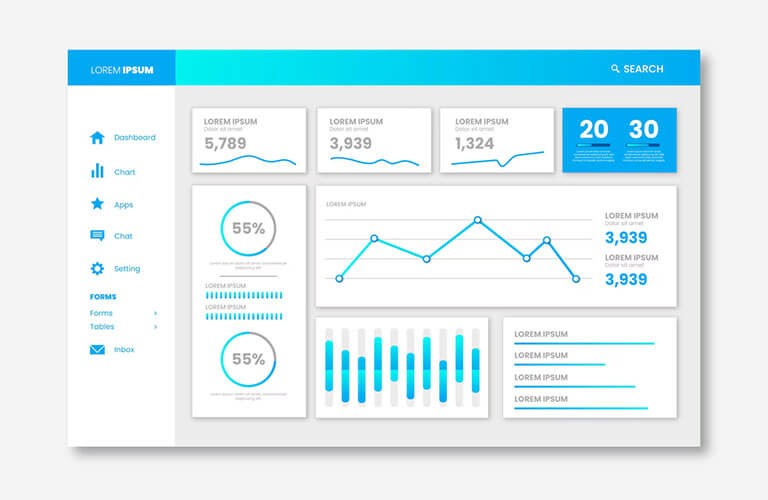 LOREM IPSUM
SEARCH
Dashboard
Chart
Apps
Chat
Setting
FORMS
Forms >
Tables >
Inbox
LOREM IPSUM
Dolor sit amet
5,789
LOREM IPSUM
Dolor sit amet
3,939
LOREM IPSUM
Dolor sit amet
1,324
20
30
55%
LOREM IPSUM
LOREM IPSUM
55%
LOREM IPSUM
LOREM IPSUM
3,939
LOREM IPSUM
3,939
LOREM IPSUM
LOREM IPSUM
LOREM IPSUM
LOREM IPSUM